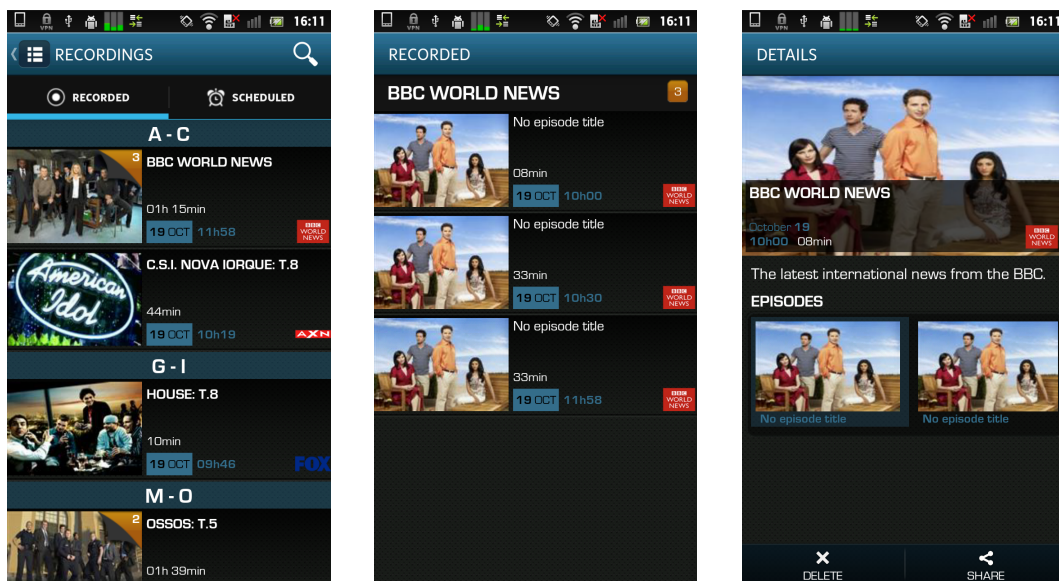 VPN
16:11
RECORDINGS
RECORDED
SCHEDULED
A - C
3
BBC WORLD NEWS
01h 15min
19 OCT 11h58
BBC
WORLD
NEWS
American
Idol
C.S.I. NOVA IORQUE: T.8
44min
19 OCT 10h19
AXN
G - I
HOUSE: T.8
10min
19 OCT 09h46
FOX
M - O
2
OSSOS: T.5
01h 39min
VPN
16:11
RECORDED
BBC WORLD NEWS
3
No episode title
08min
19 OCT 10h00
BBC
WORLD
NEWS
No episode title
33min
19 OCT 10h30
BBC
WORLD
NEWS
No episode title
33min
19 OCT 11h58
BBC
WORLD
NEWS
VPN
16:11
DETAILS
BBC WORLD NEWS
October 19
10h00 08min
BBC
WORLD
NEWS
The latest international news from the BBC.
EPISODES
No episode title
No episode title
DELETE
SHARE